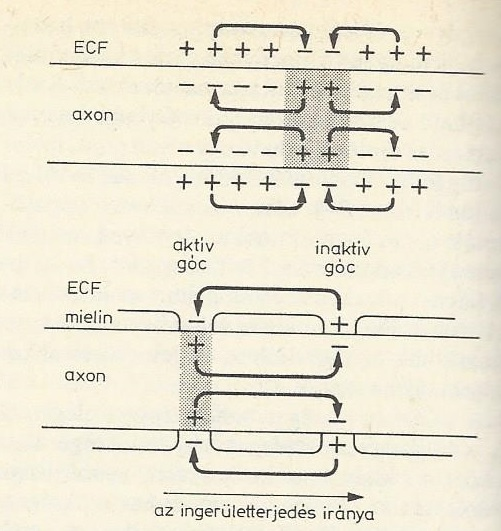 ECF + + + + − − + + +
− + + − − −
axon
− − − − + + − − −
+ + + + − − + + +
aktív inaktív
góc góc
ECF
mielin − +
+ −
axon
+ −
− +
az ingerületterjedés iránya